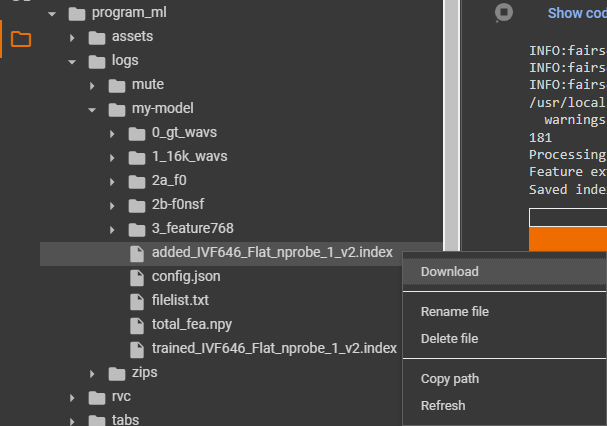 program_ml
assets
logs
mute
my-model
0_gt_wavs
1_16k_wavs
2a_f0
2b-f0nsf
3_feature768
added_IVF646_Flat_nprobe_1_v2.index
config.json
filelist.txt
total_fea.npy
trained_IVF646_Flat_nprobe_1_v2.index
zips
rvc
tabs
Show cod
INFO:fairs
INFO:fairs
INFO:fairs
/usr/local
warnings
181
Processing
Feature ex
Saved inde
Download
Rename file
Delete file
Copy path
Refresh